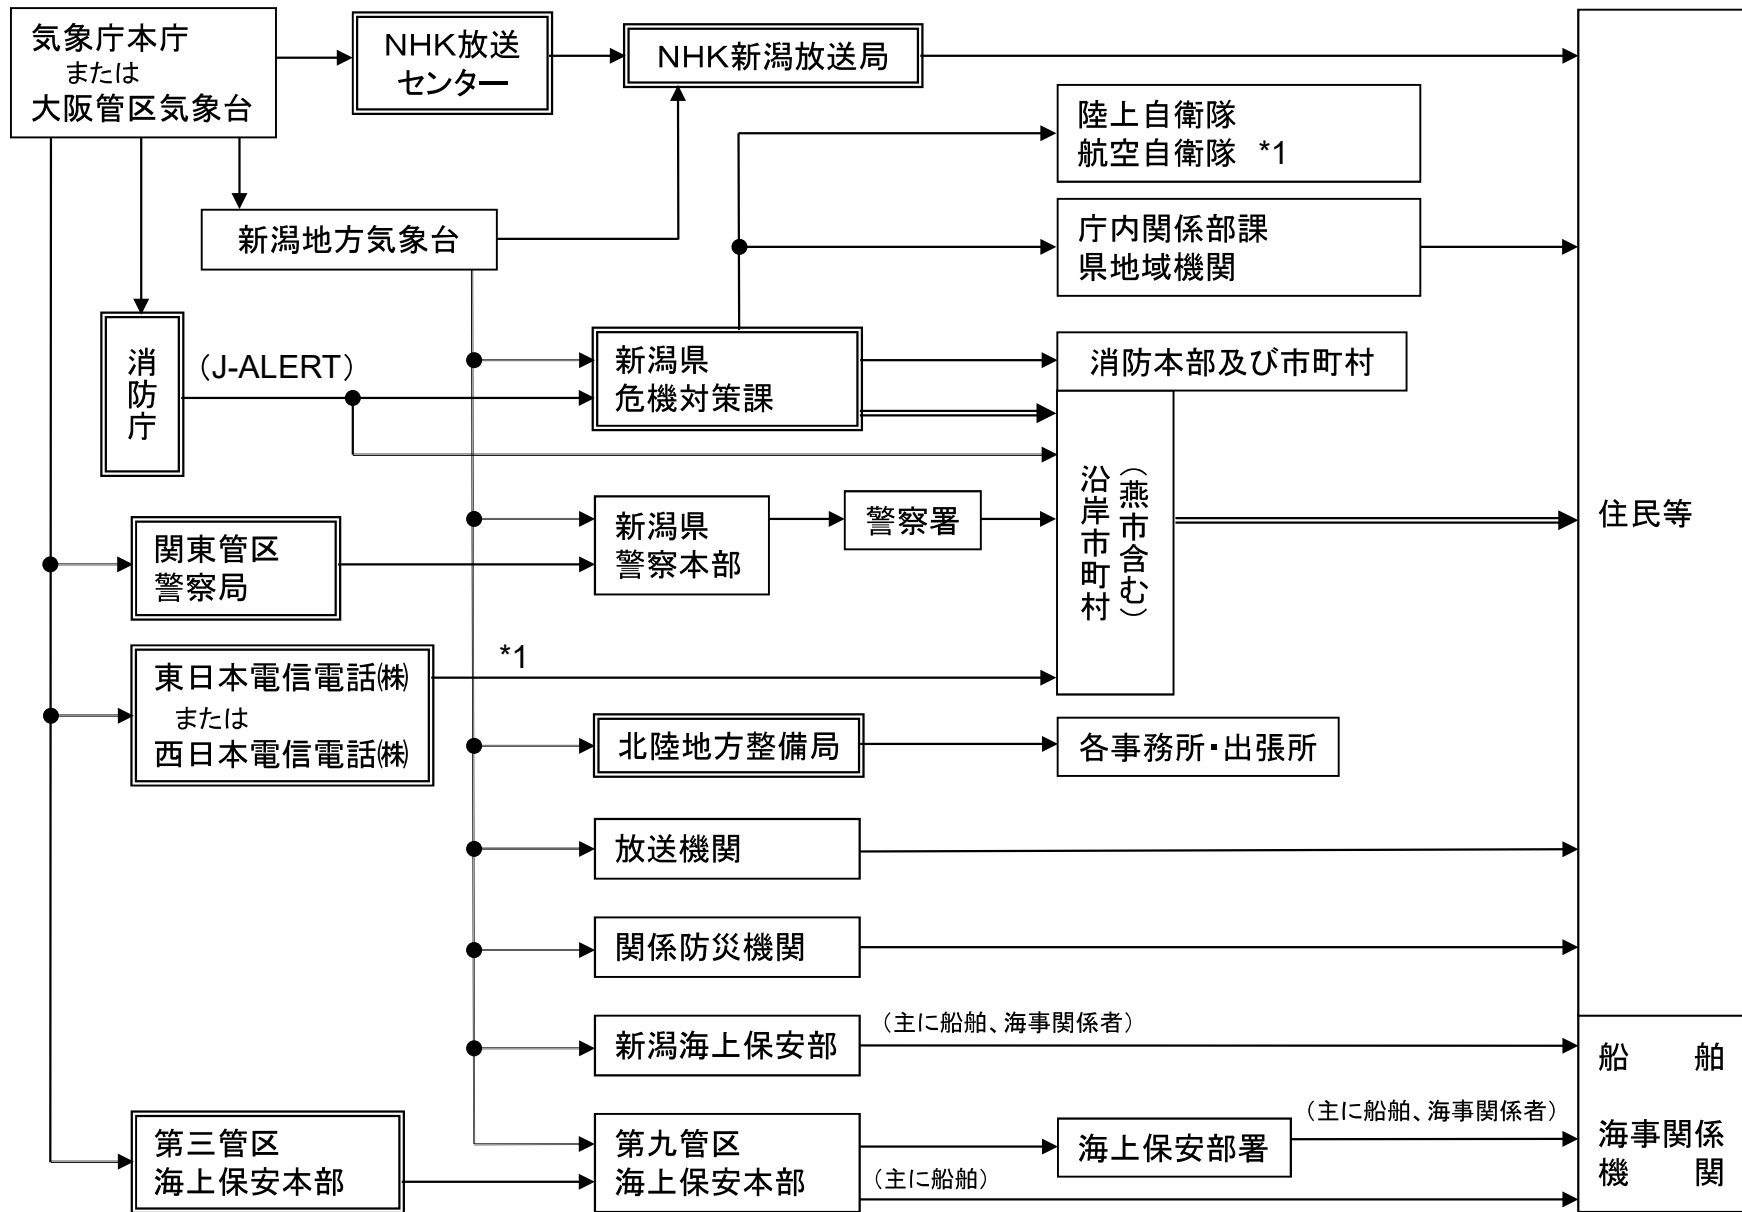 気象庁本庁
または
大阪管区気象台
NHK放送
センター
NHK新潟放送局
陸上自衛隊
航空自衛隊 *1
新潟地方気象台
庁内関係部課
県地域機関
消防庁
(J-ALERT)
新潟県
危機対策課
消防本部及び市町村
沿岸市町村
(燕市含む)
住民等
関東管区
警察局
新潟県
警察本部
警察署
東日本電信電話㈱
または
西日本電信電話㈱
*1
北陸地方整備局
各事務所・出張所
放送機関
関係防災機関
新潟海上保安部
(主に船舶、海事関係者)
船　　舶
海事関係
機　　関
第三管区
海上保安本部
第九管区
海上保安本部
(主に船舶)
海上保安部署
(主に船舶、海事関係者)